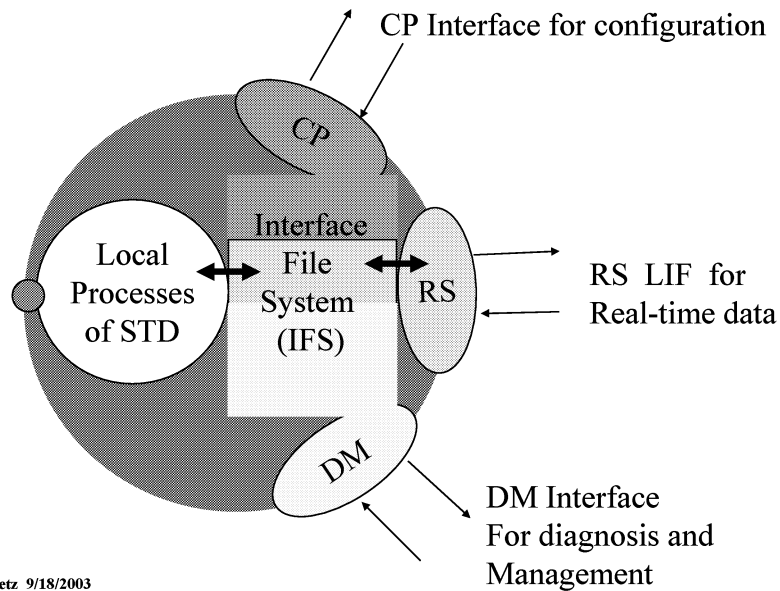 CP Interface for configuration
CP
Interface
File
System
(IFS)
Local
Processes
of STD
RS
RS LIF for
Real-time data
DM
DM Interface
For diagnosis and
Management
9/18/2003